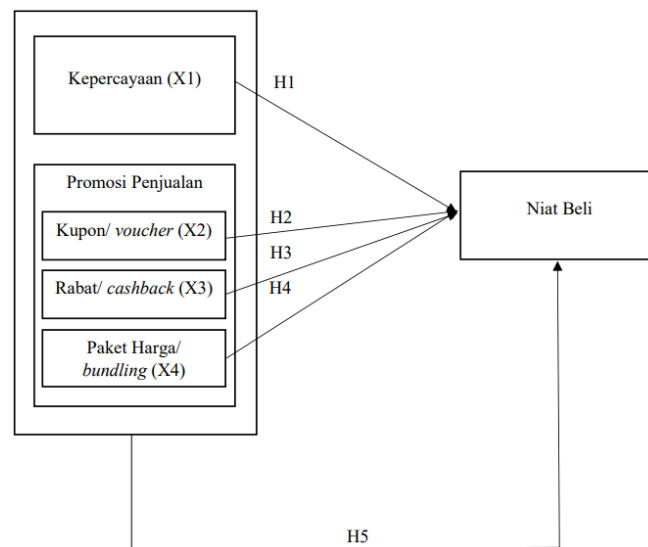 Kepercayaan (X1)
H1
Promosi Penjualan
Kupon/ voucher (X2)
H2
Rabat/ cashback (X3)
H3
H4
Paket Harga/
bundling (X4)
Niat Beli
H5